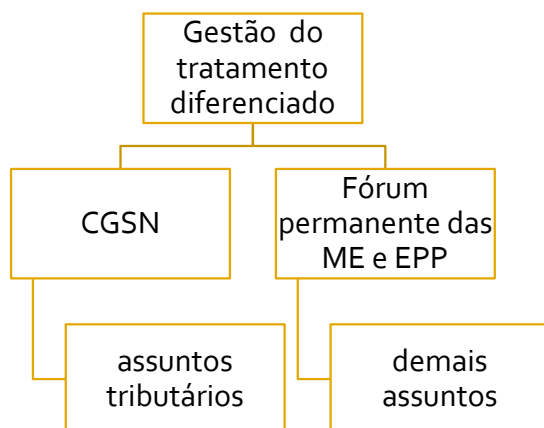 Gestão do
tratamento
diferenciado
CGSN
Fórum
permanente das
ME e EPP
assuntos
tributários
demais
assuntos